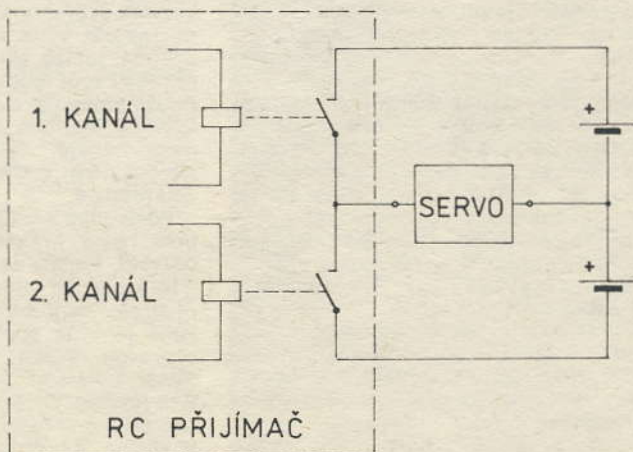 1. KANÁL
+
SERVO
2. KANÁL
+
RC PŘIJÍMAČ